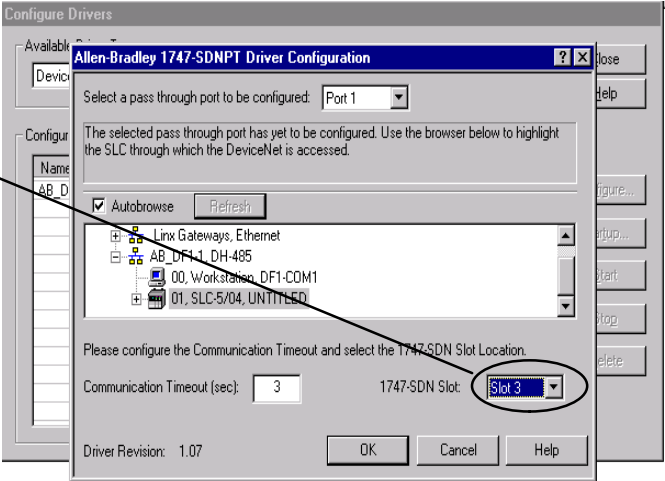 Configure Drivers
Available
Close
Device
Help
Allen-Bradley 1747-SDNPT Driver Configuration
Select a pass through port to be configured: Port 1
The selected pass through port has yet to be configured. Use the browser below to highlight
the SLC through which the DeviceNet is accessed.
Configur
Name
AB_D
Autobrowse Refresh
Linx Gateways, Ethernet
AB_DF1-1, DH-485
00, Workstation, DF1-COM1
01, SLC-5/04, UNTITLED
figure...
artup...
Start
Stop
elete
Please configure the Communication Timeout and select the 1747-SDN Slot Location.
Communication Timeout (sec): 3 1747-SDN Slot: Slot 3
Driver Revision: 1.07 OK Cancel Help